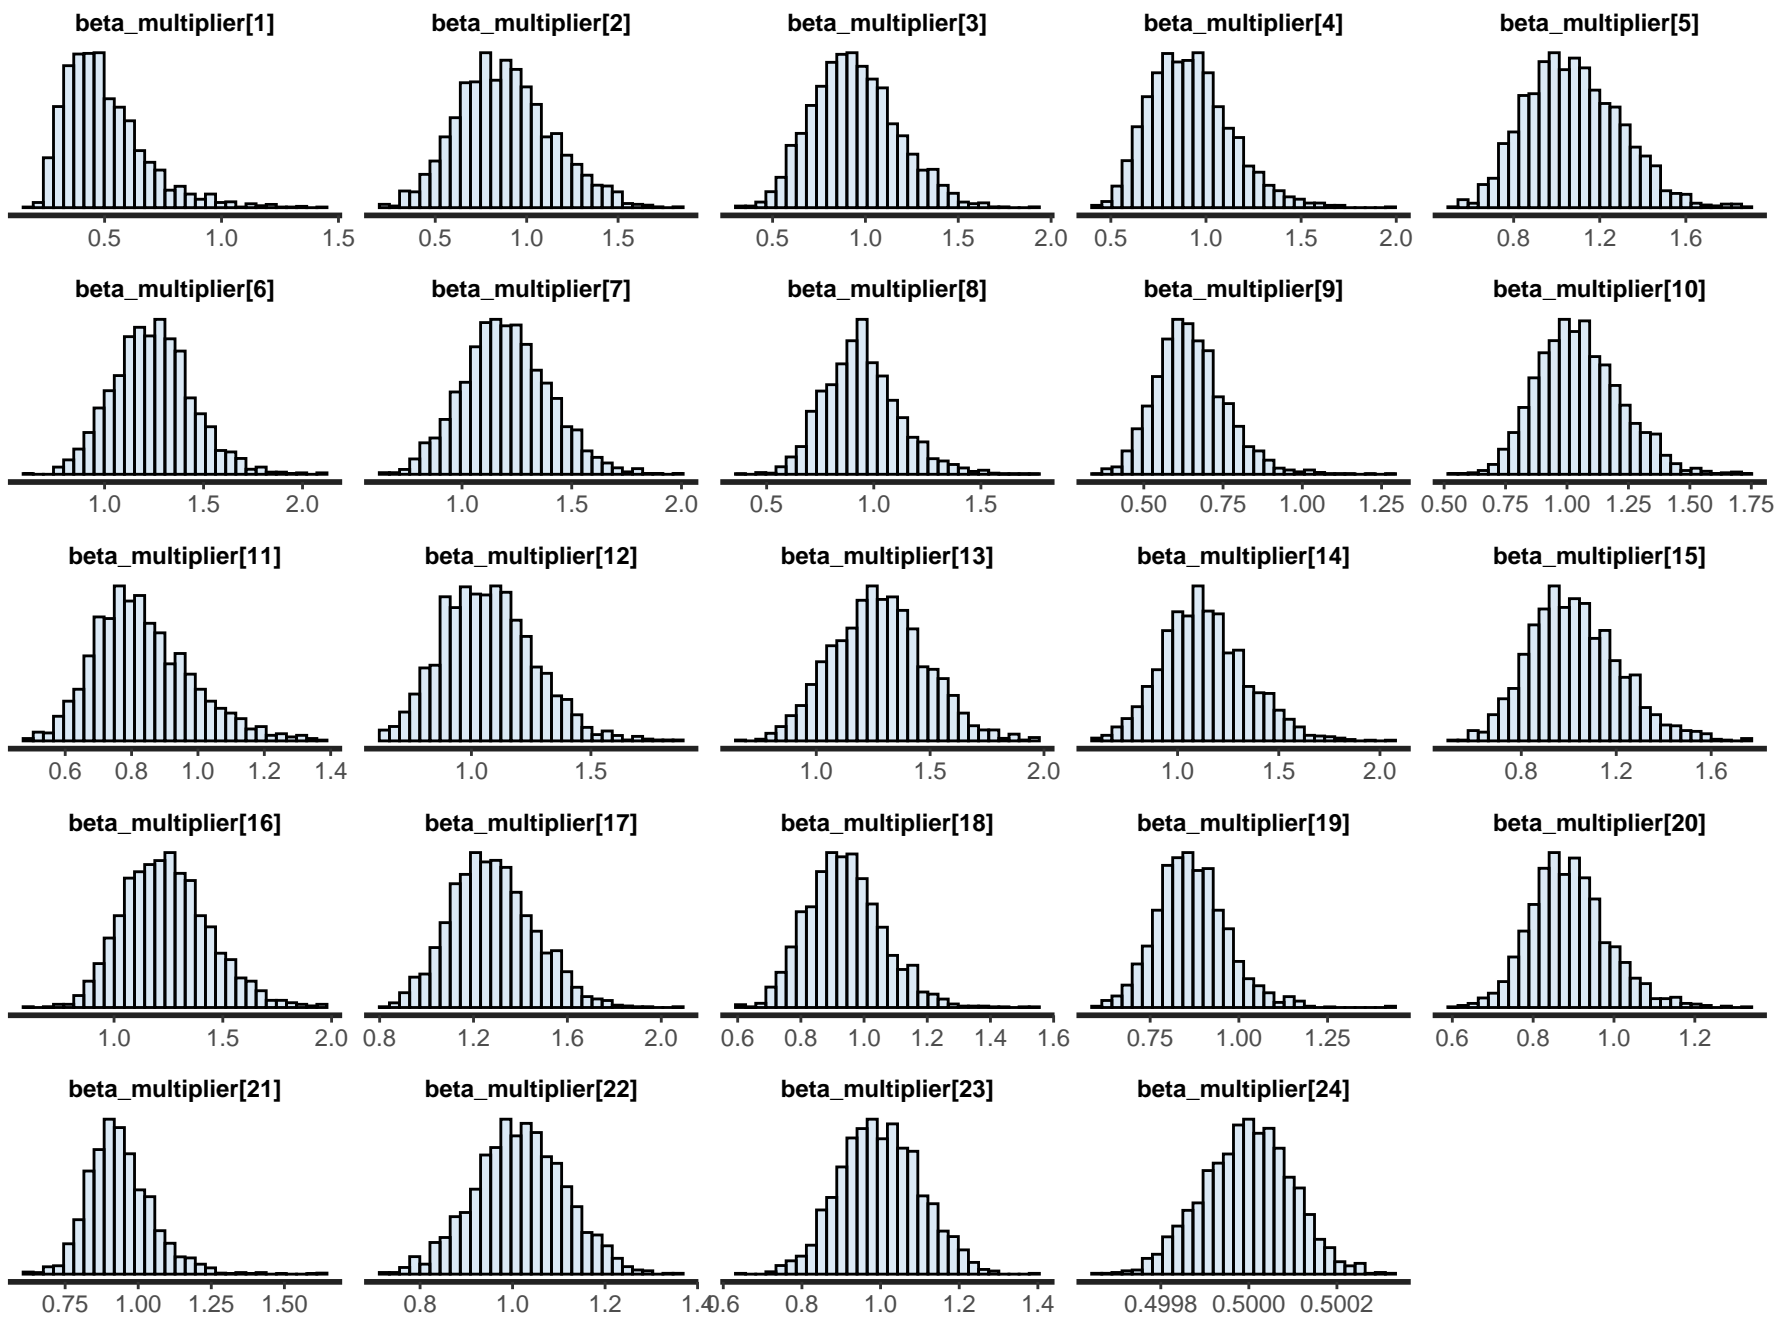 beta_multiplier[1] beta_multiplier[2] beta_multiplier[3] beta_multiplier[4] beta_multiplier[5]
0.5 1.0 1.5 0.5 1.0 1.5 0.5 1.0 1.5 2.0 0.5 1.0 1.5 2.0 0.8 1.2 1.6
beta_multiplier[6] beta_multiplier[7] beta_multiplier[8] beta_multiplier[9] beta_multiplier[10]
1.0 1.5 2.0 1.0 1.5 2.0 0.5 1.0 1.5 0.50 0.75 1.00 1.25 0.50 0.75 1.00 1.25 1.50 1.75
beta_multiplier[11] beta_multiplier[12] beta_multiplier[13] beta_multiplier[14] beta_multiplier[15]
0.6 0.8 1.0 1.2 1.4 1.0 1.5 1.0 1.5 2.0 1.0 1.5 2.0 0.8 1.2 1.6
beta_multiplier[16] beta_multiplier[17] beta_multiplier[18] beta_multiplier[19] beta_multiplier[20]
1.0 1.5 2.0 0.8 1.2 1.6 2.0 0.6 0.8 1.0 1.2 1.4 1.6 0.75 1.00 1.25 0.6 0.8 1.0 1.2
beta_multiplier[21] beta_multiplier[22] beta_multiplier[23] beta_multiplier[24]
0.75 1.00 1.25 1.50 0.8 1.0 1.2 1.4 0.6 0.8 1.0 1.2 1.4 0.4998 0.5000 0.5002